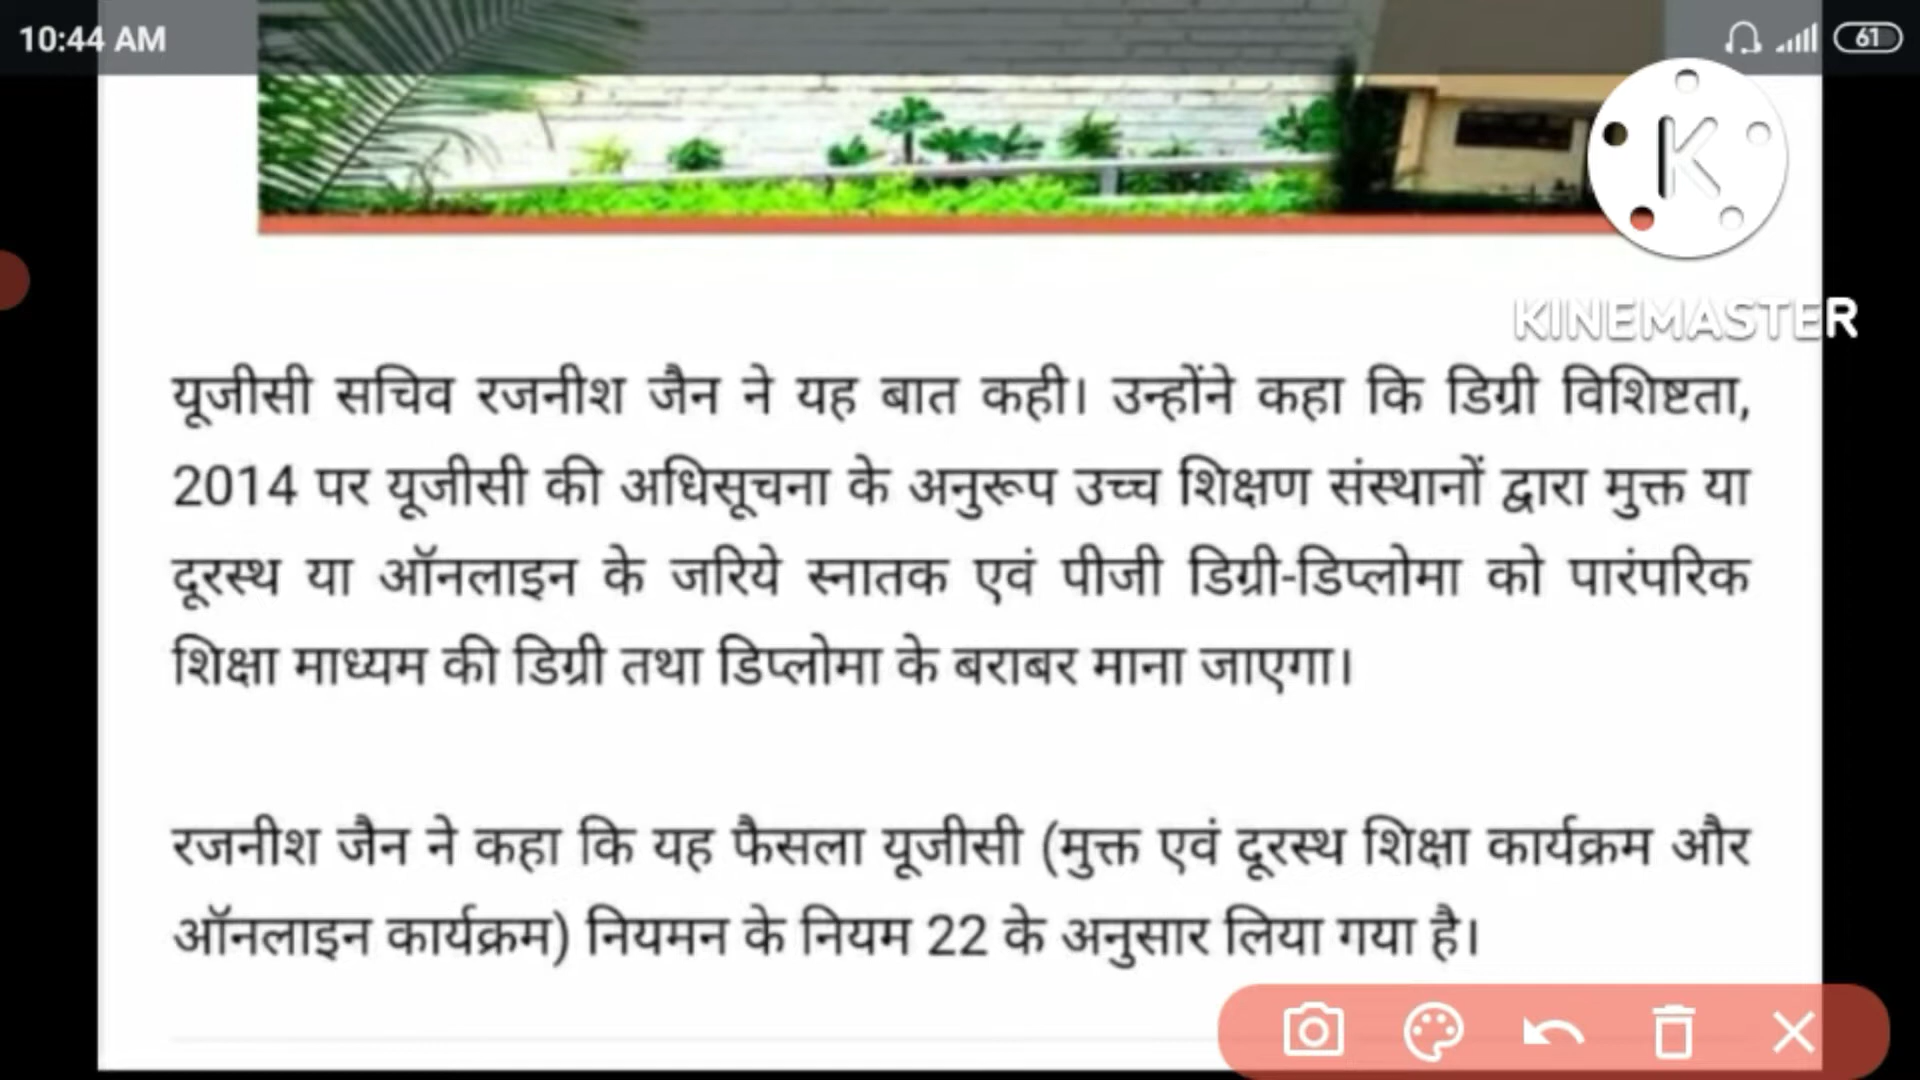 10:44 AM
61
K
KINEMASTER
यूजीसी सचिव रजनीश जैन ने यह बात कही। उन्होंने कहा कि डिग्री विशिष्टता,
2014 पर यूजीसी की अधिसूचना के अनुरूप उच्च शिक्षण संस्थानों द्वारा मुक्त या
दूरस्थ या ऑनलाइन के जरिये स्नातक एवं पीजी डिग्री-डिप्लोमा को पारंपरिक
शिक्षा माध्यम की डिग्री तथा डिप्लोमा के बराबर माना जाएगा।
रजनीश जैन ने कहा कि यह फैसला यूजीसी (मुक्त एवं दूरस्थ शिक्षा कार्यक्रम और
ऑनलाइन कार्यक्रम) नियमन के नियम 22 के अनुसार लिया गया है।